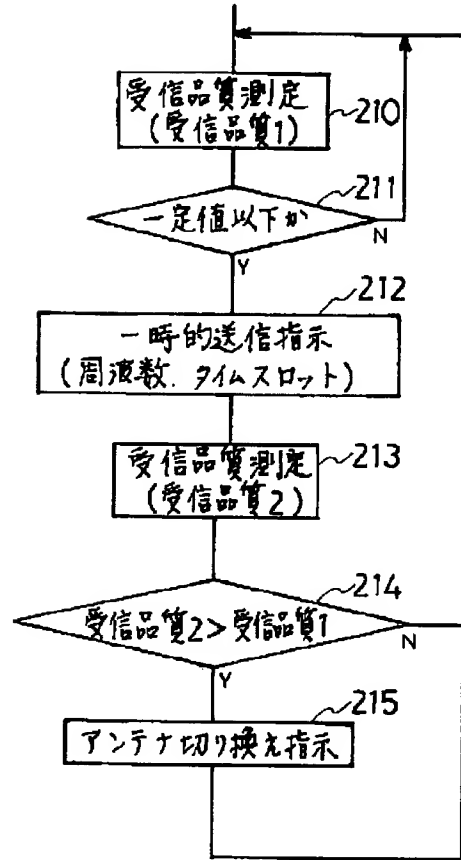 受信品質測定
(受信品質1)
210
211
一定値以下か
N
Y
212
一時的送信指示
(周波数.タイムスロット)
受信品質測定
(受信品質2)
213
214
受信品質2>受信品質1
N
Y
215
アンテナ切り換え指示